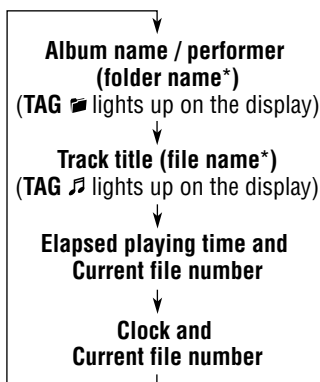 Album name / performer
(folder name*)
(TAG lights up on the display)
Track title (file name*)
(TAG lights up on the display)
Elapsed playing time and
Current file number
Clock and
Current file number